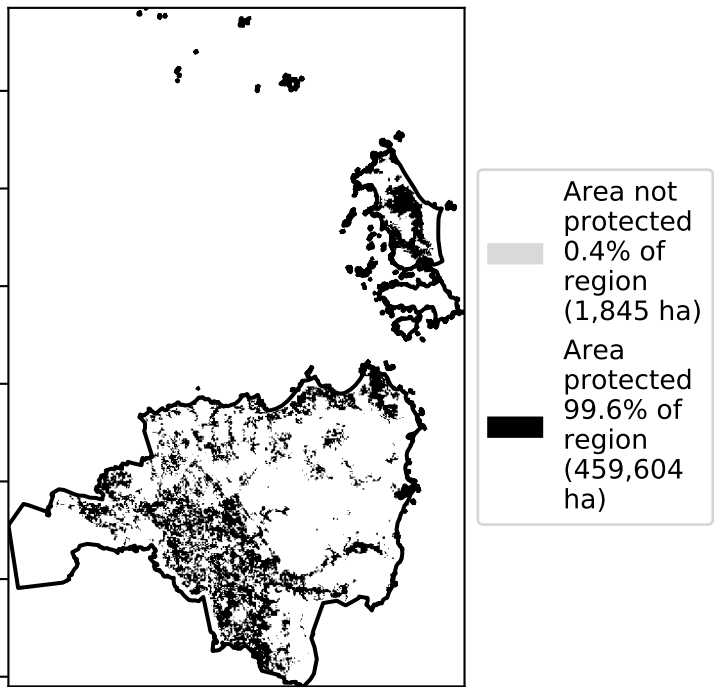 Area not
protected
0.4% of
region
(1,845 ha)
Area
protected
99.6% of
region
(459,604
ha)